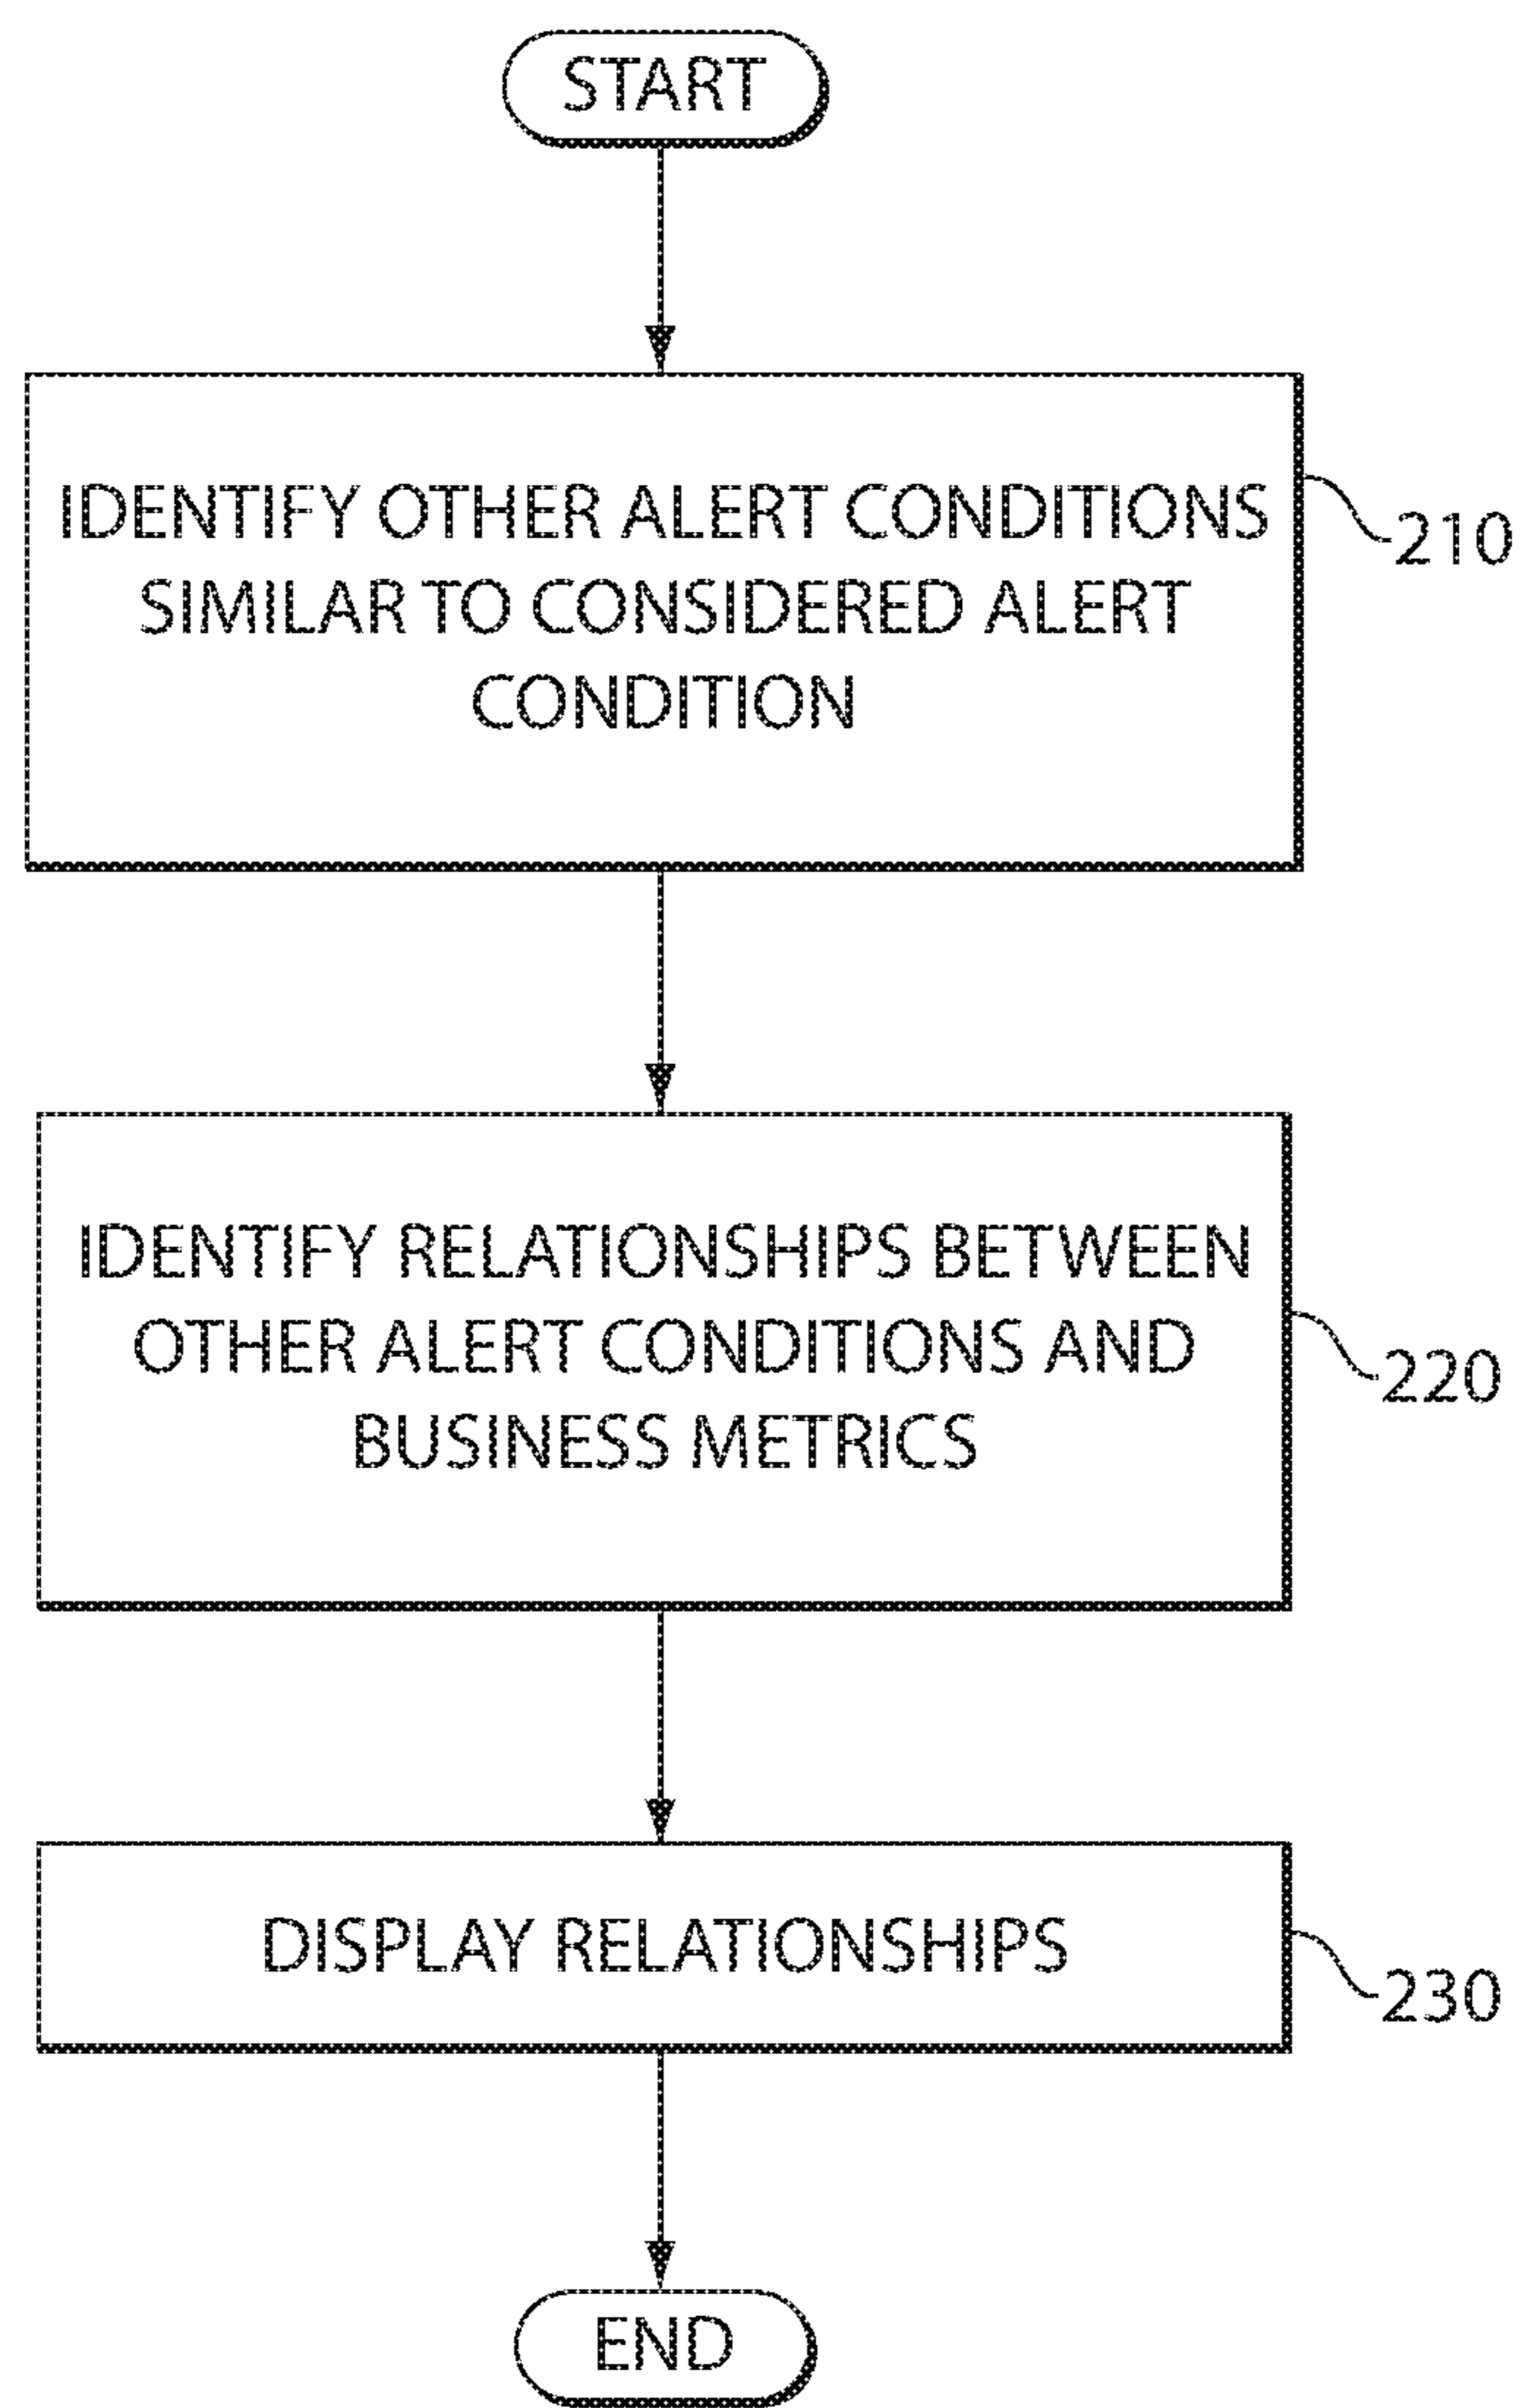 START
IDENTIFY OTHER ALERT CONDITIONS
SIMILAR TO CONSIDERED ALERT
CONDITION
210
IDENTIFY RELATIONSHIPS BETWEEN
OTHER ALERT CONDITIONS AND
BUSINESS METRICS
220
DISPLAY RELATIONSHIPS
230
END